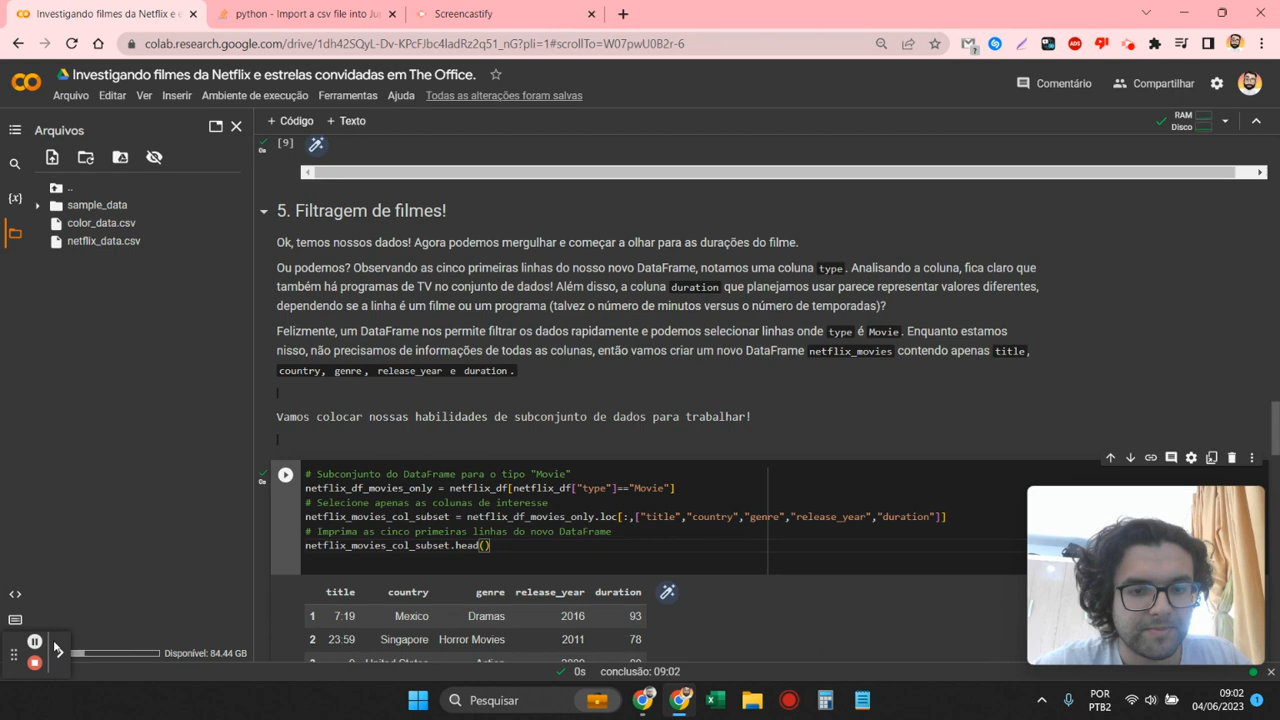 Investigando filmes da Netflix e e
python - Import a csv file into Jup
Screencastify
colab.research.google.com/drive/1dh42SQyL-Dv-KPcFJbc4ladRz2r51_nG?pli=1#scrollTo=W07pwU0B2r-6
Investigando filmes da Netflix e estrelas convidadas em The Office.
Comentário
Compartilhar
Arquivo Editar Ver Inserir Ambiente de execução Ferramentas Ajuda Todas as alterações foram salvas
Arquivos
+ Código + Texto
RAM
Disco
..
sample_data
color_data.csv
netflix_data.csv
0s
[9]
5. Filtragem de filmes!
Ok, temos nossos dados! Agora podemos mergulhar e começar a olhar para as durações do filme.
Ou podemos? Observando as cinco primeiras linhas do nosso novo DataFrame, notamos uma coluna type. Analisando a coluna, fica claro que
também há programas de TV no conjunto de dados! Além disso, a coluna duration que planejamos usar parece representar valores diferentes,
dependendo se a linha é um filme ou um programa (talvez o número de minutos versus o número de temporadas)?
Felizmente, um DataFrame nos permite filtrar os dados rapidamente e podemos selecionar linhas onde type é Movie. Enquanto estamos
nisso, não precisamos de informações de todas as colunas, então vamos criar um novo DataFrame netflix_movies contendo apenas title,
country, genre, release_year e duration.
Vamos colocar nossas habilidades de subconjunto de dados para trabalhar!
0s
# Subconjunto do DataFrame para o tipo "Movie"
netflix_df_movies_only = netflix_df[netflix_df["type"]=="Movie"]
# Selecione apenas as colunas de interesse
netflix_movies_col_subset = netflix_df_movies_only.loc[:,["title","country","genre","release_year","duration"]]
# Imprima as cinco primeiras linhas do novo DataFrame
netflix_movies_col_subset.head()
title country genre release_year duration
1 7:19 Mexico Dramas 2016 93
2 23:59 Singapore Horror Movies 2011 78
Disponível: 84.44 GB
0s conclusão: 09:02
Pesquisar
POR
PTB2
09:02
04/06/2023